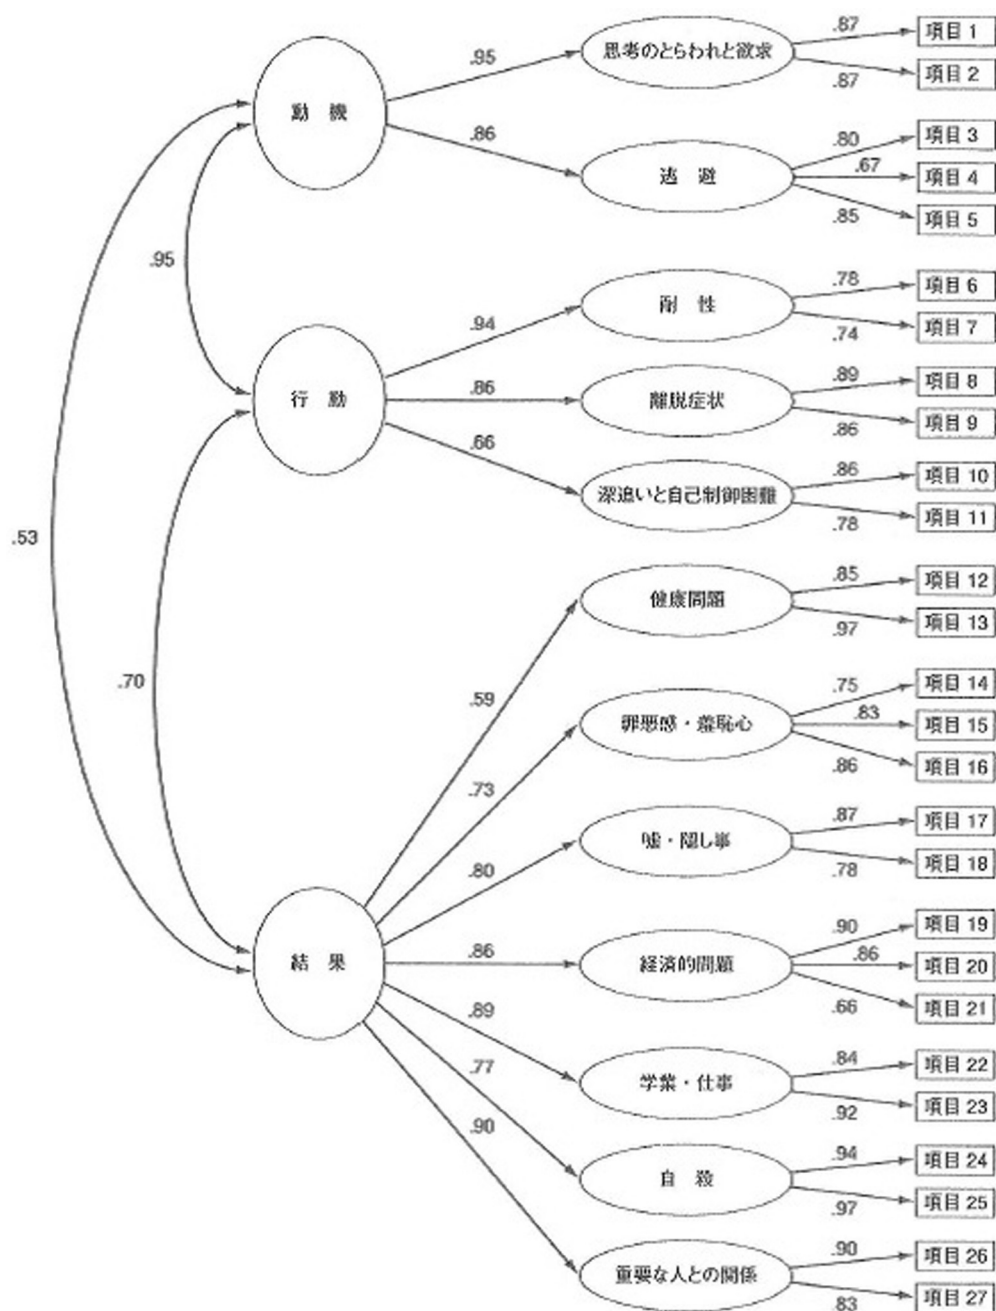 .87
項目 1
思考のとらわれと欲求
.95
.87
項目 2
動 機
.86
.80
項目 3
逃 避
.67
項目 4
.85
項目 5
.95
.78
項目 6
耐 性
.94
.74
項目 7
行 動
.86
離脱症状
.89
項目 8
.86
項目 9
.66
深追いと自己制御困難
.86
項目 10
.78
項目 11
.53
.85
項目 12
健康問題
.97
項目 13
.70
.59
.75
項目 14
罪悪感・羞恥心
.83
項目 15
.86
項目 16
.73
.87
項目 17
嘘・隠し事
.78
項目 18
.80
結 果
.86
経済的問題
.90
項目 19
.86
項目 20
.66
項目 21
.89
学業・仕事
.84
項目 22
.92
項目 23
.77
自 殺
.94
項目 24
.97
項目 25
.90
重要な人との関係
.90
項目 26
.83
項目 27